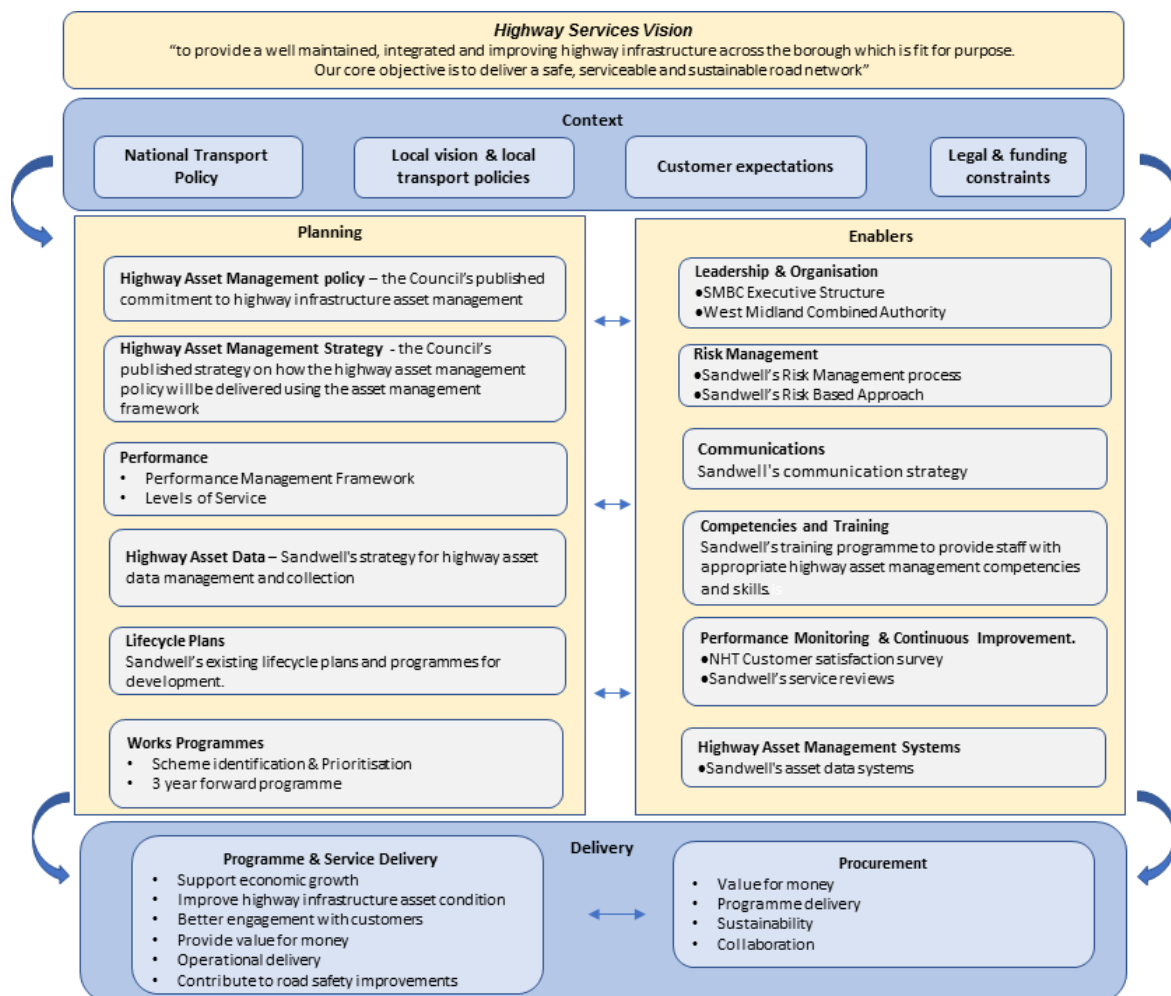 Highway Services Vision
“to provide a well maintained, integrated and improving highway infrastructure across the borough which is fit for purpose.
Our core objective is to deliver a safe, serviceable and sustainable road network”
Context
National Transport
Policy
Local vision & local
transport policies
Customer expectations
Legal & funding
constraints
Planning
Highway Asset Management policy – the Council’s published
commitment to highway infrastructure asset management
Highway Asset Management Strategy - the Council’s
published strategy on how the highway asset management
policy will be delivered using the asset management
framework
Performance
• Performance Management Framework
• Levels of Service
Highway Asset Data – Sandwell's strategy for highway asset
data management and collection
Lifecycle Plans
Sandwell’s existing lifecycle plans and programmes for
development.
Works Programmes
• Scheme identification & Prioritisation
• 3 year forward programme
Enablers
Leadership & Organisation
●SMBC Executive Structure
●West Midland Combined Authority
Risk Management
●Sandwell’s Risk Management process
●Sandwell’s Risk Based Approach
Communications
Sandwell's communication strategy
Competencies and Training
Sandwell’s training programme to provide staff with
appropriate highway asset management competencies
and skills.
Performance Monitoring & Continuous Improvement.
●NHT Customer satisfaction survey
●Sandwell’s service reviews
Highway Asset Management Systems
●Sandwell's asset data systems
Delivery
Programme & Service Delivery
• Support economic growth
• Improve highway infrastructure asset condition
• Better engagement with customers
• Provide value for money
• Operational delivery
• Contribute to road safety improvements
Procurement
• Value for money
• Programme delivery
• Sustainability
• Collaboration